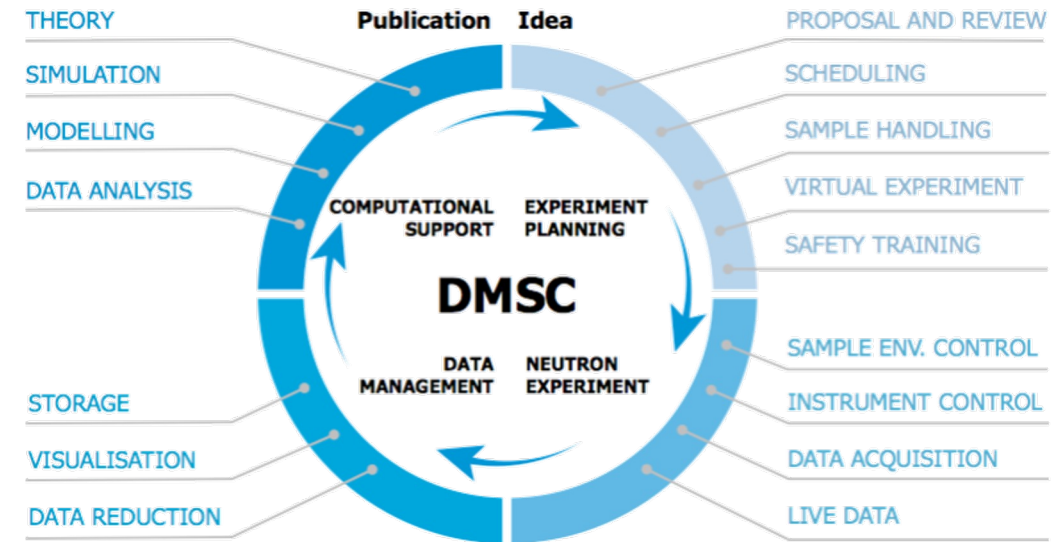 Publication Idea
THEORY
SIMULATION
MODELLING
DATA ANALYSIS
PROPOSAL AND REVIEW
SCHEDULING
SAMPLE HANDLING
VIRTUAL EXPERIMENT
SAFETY TRAINING
COMPUTATIONAL
SUPPORT
EXPERIMENT
PLANNING
DMSC
DATA
MANAGEMENT
NEUTRON
EXPERIMENT
SAMPLE ENV. CONTROL
INSTRUMENT CONTROL
DATA ACQUISITION
LIVE DATA
STORAGE
VISUALISATION
DATA REDUCTION